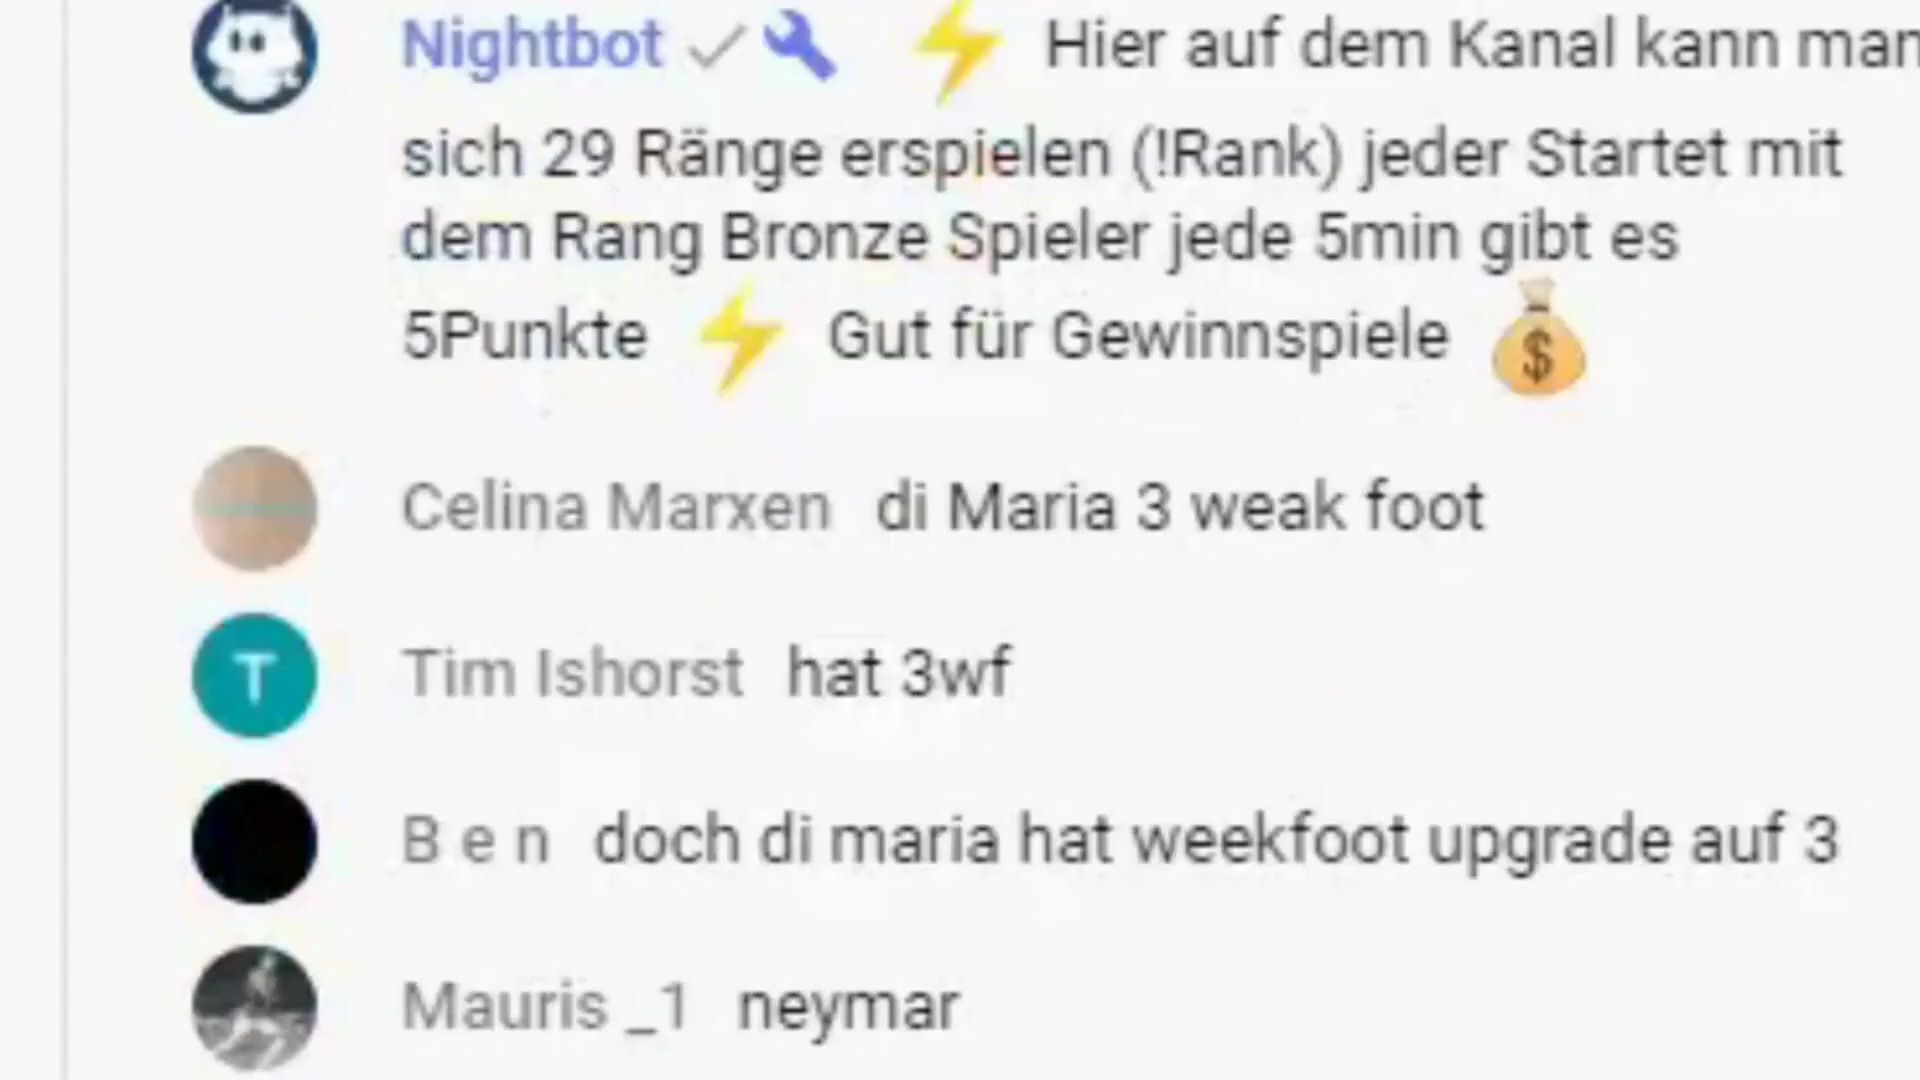 Nightbot ⚡ Hier auf dem Kanal kann man
sich 29 Ränge erspielen (!Rank) jeder Startet mit
dem Rang Bronze Spieler jede 5min gibt es
5Punkte ⚡ Gut für Gewinnspiele 💰
Celina Marxen di Maria 3 weak foot
T Tim Ishorst hat 3wf
B e n doch di maria hat weekfoot upgrade auf 3
Mauris _1 neymar